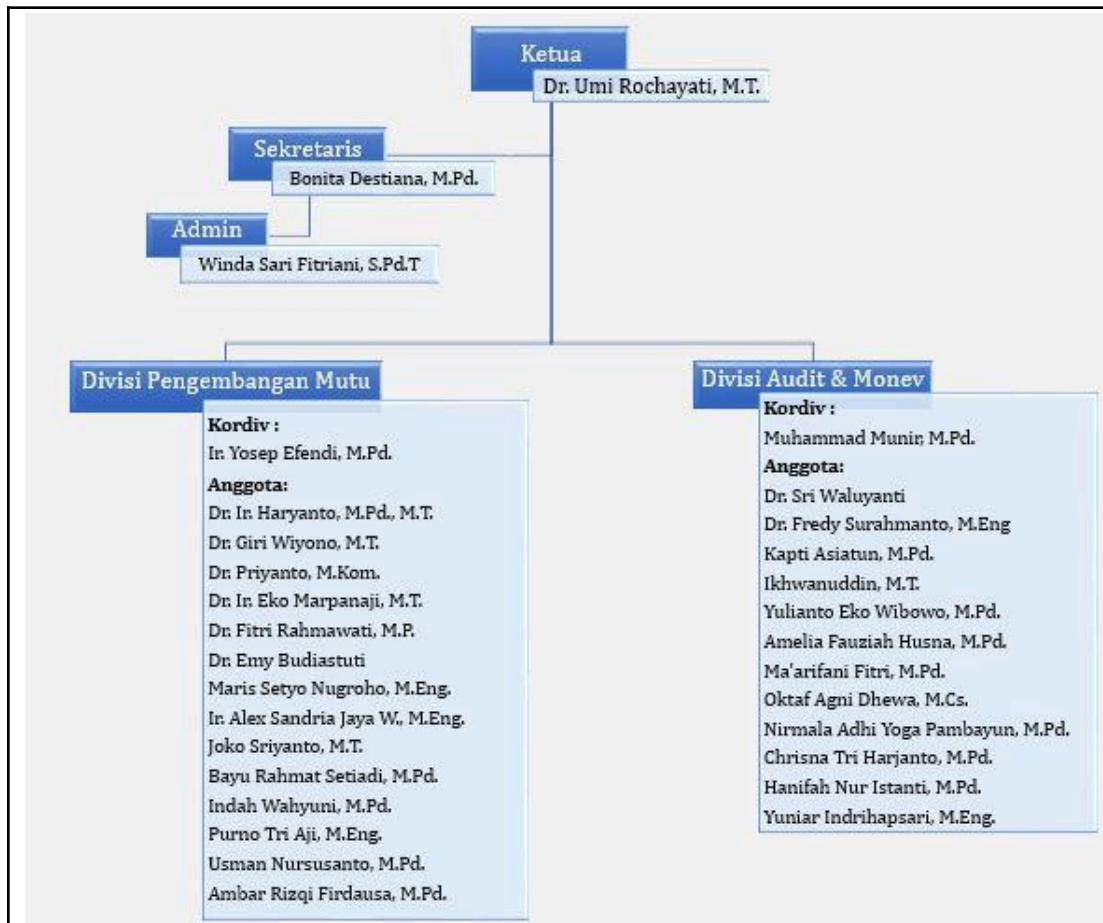 Ketua
Dr. Umi Rochayati, M.T.
Sekretaris
Bonita Destiana, M.Pd.
Admin
Winda Sari Fitriani, S.Pd.T
Divisi Pengembangan Mutu
Kordiv :
Ir. Yosep Efendi, M.Pd.
Anggota:
Dr. Ir. Haryanto, M.Pd., M.T.
Dr. Giri Wiyono, M.T.
Dr. Priyanto, M.Kom.
Dr. Ir. Eko Marpanaji, M.T.
Dr. Fitri Rahmawati, M.P.
Dr. Emy Budiastuti
Maris Setyo Nugroho, M.Eng.
Ir. Alex Sandria Jaya W., M.Eng.
Joko Sriyanto, M.T.
Bayu Rahmat Setiadi, M.Pd.
Indah Wahyuni, M.Pd.
Purno Tri Aji, M.Eng.
Usman Nursusanto, M.Pd.
Ambar Rizqi Firdausa, M.Pd.
Divisi Audit & Monev
Kordiv :
Muhammad Munir, M.Pd.
Anggota:
Dr. Sri Waluyanti
Dr. Fredy Surahmanto, M.Eng
Kapti Asiatun, M.Pd.
Ikhwanuddin, M.T.
Yulianto Eko Wibowo, M.Pd.
Amelia Fauziah Husna, M.Pd.
Ma'arifani Fitri, M.Pd.
Oktaf Agni Dhewa, M.Cs.
Nirmala Adhi Yoga Pambayun, M.Pd.
Chrisna Tri Harjanto, M.Pd.
Hanifah Nur Istanti, M.Pd.
Yuniar Indrihapsari, M.Eng.